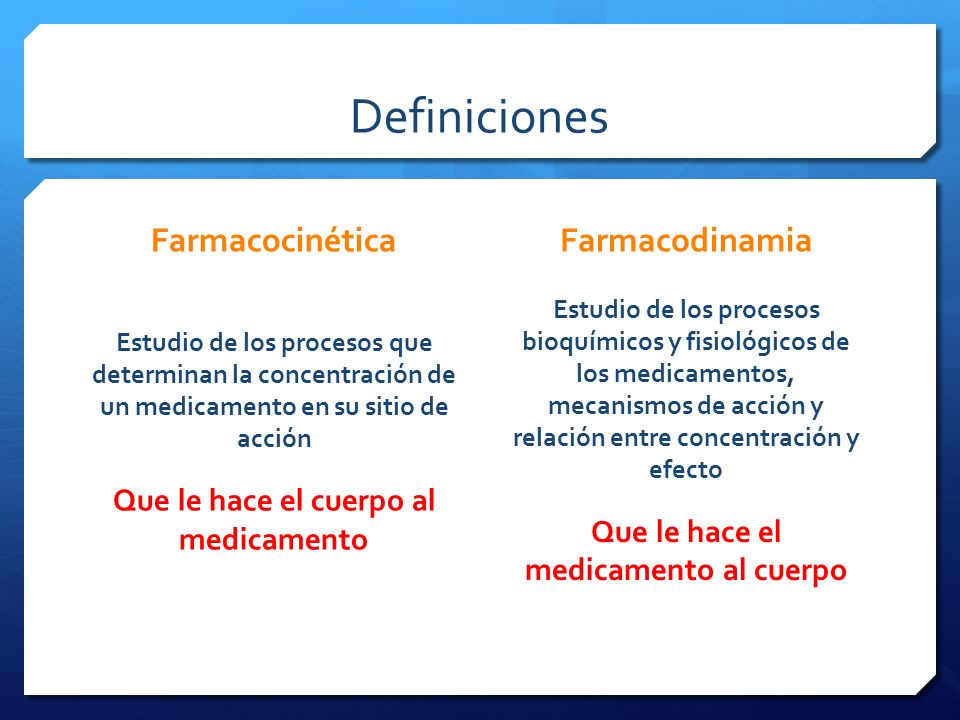 Definiciones
Farmacocinética
Estudio de los procesos que
determinan la concentración de
un medicamento en su sitio de
acción
Que le hace el cuerpo al
medicamento
Farmacodinamia
Estudio de los procesos
bioquímicos y fisiológicos de
los medicamentos,
mecanismos de acción y
relación entre concentración y
efecto
Que le hace el
medicamento al cuerpo